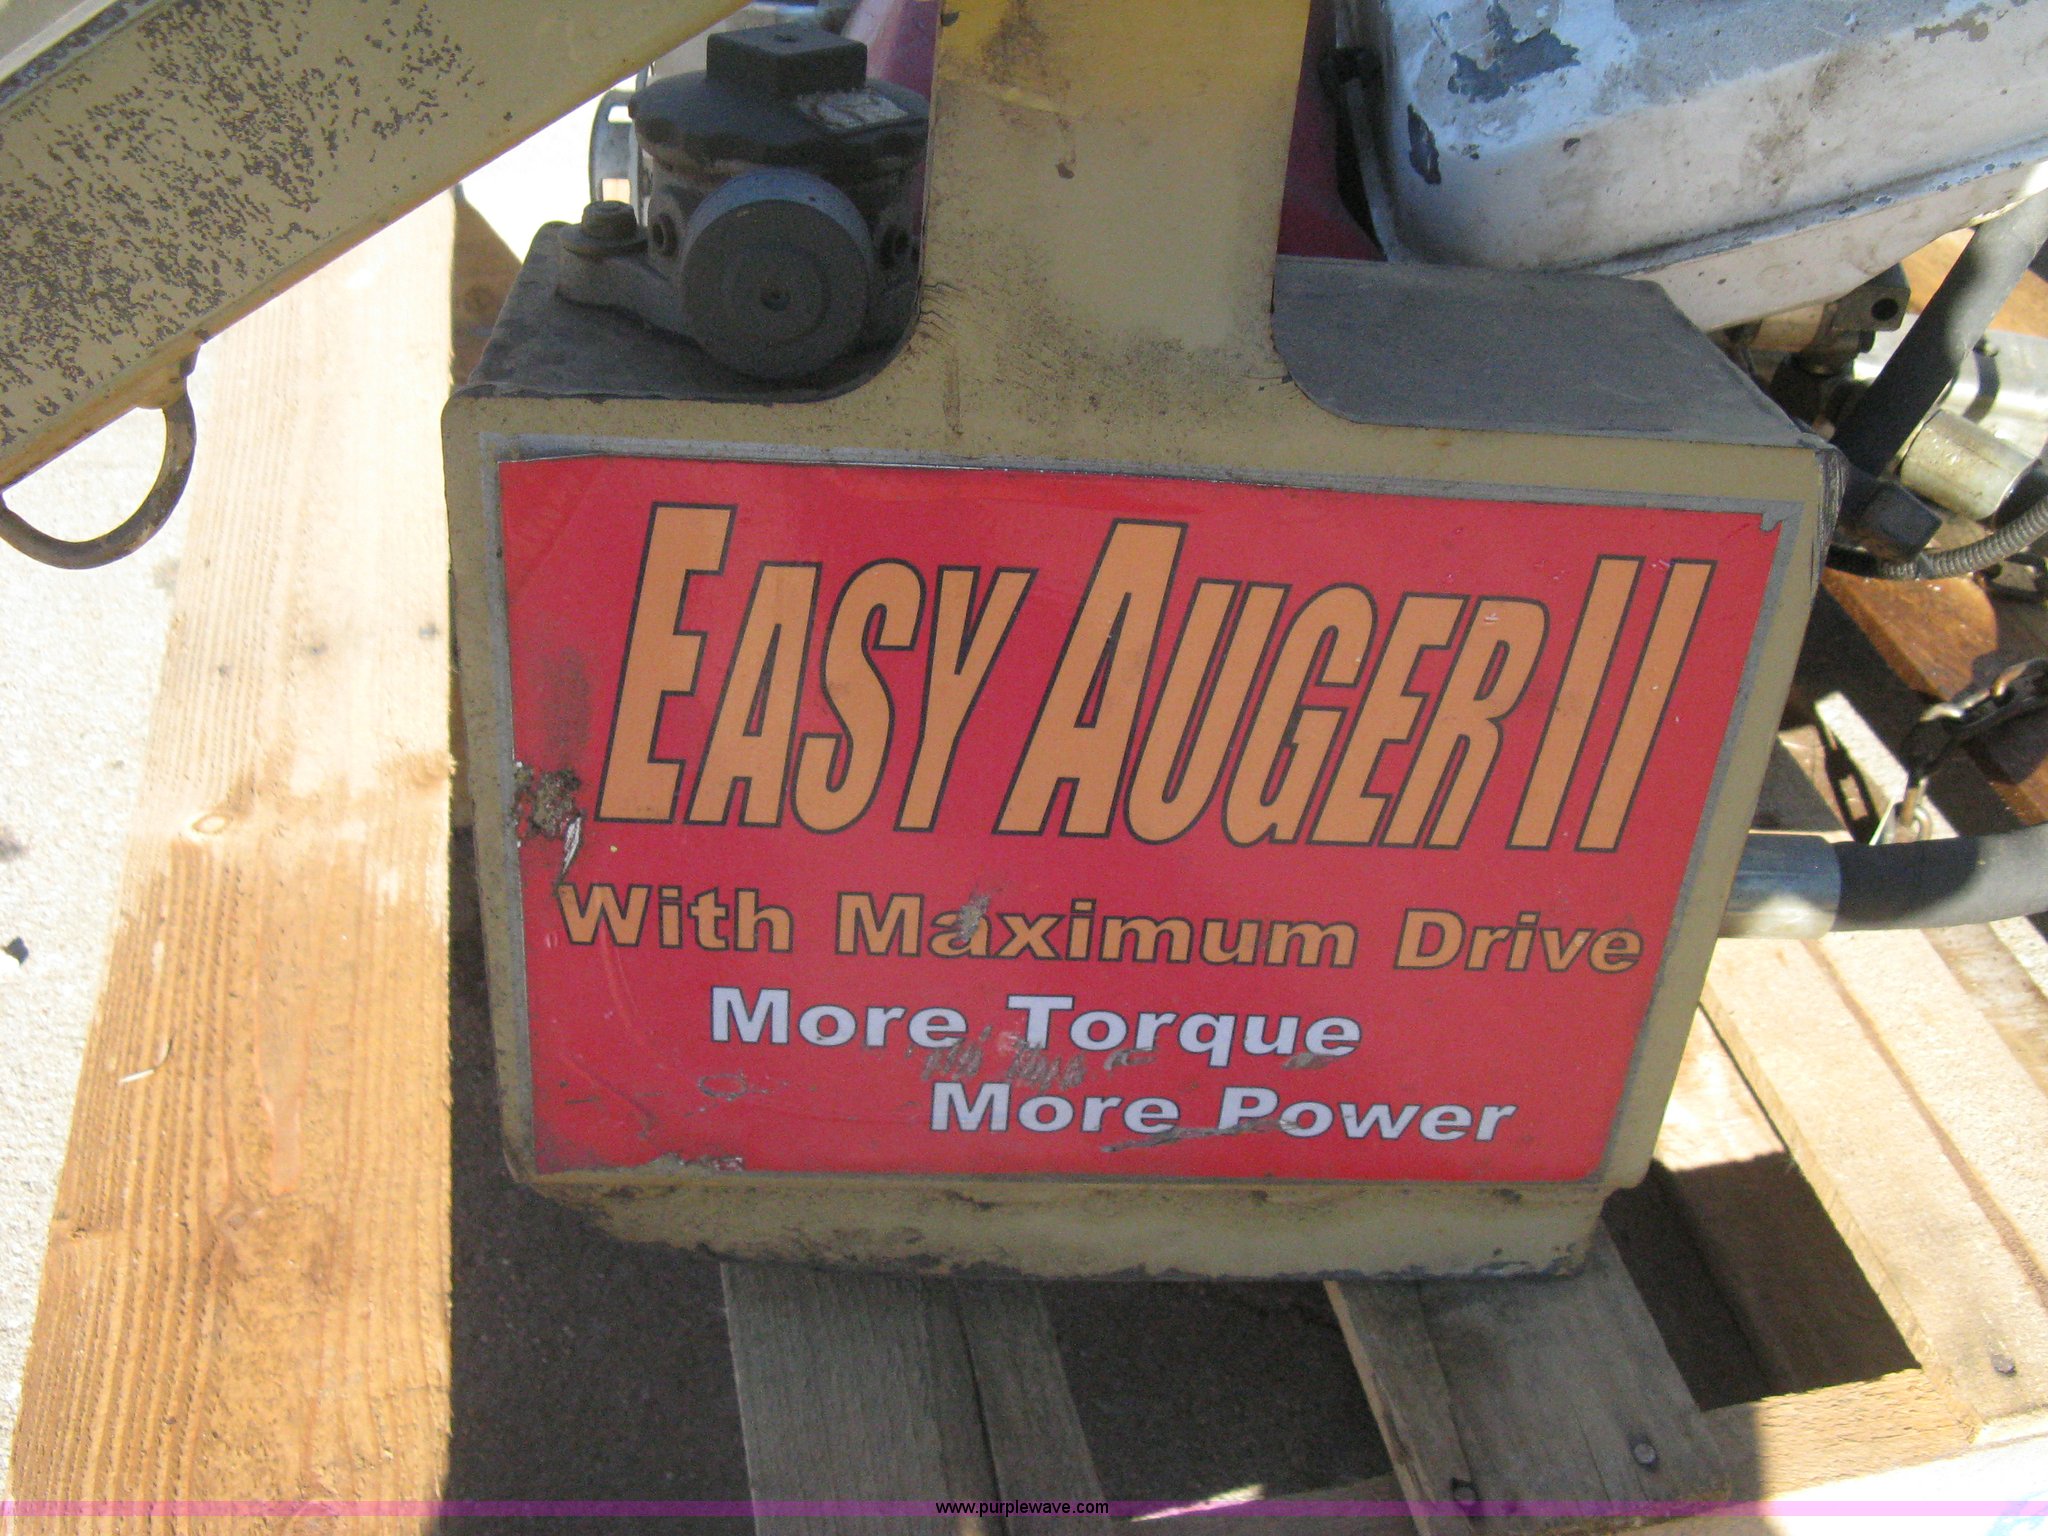 EASY AUGER II
With Maximum Drive
More Torque
More Power
www.purplewave.com